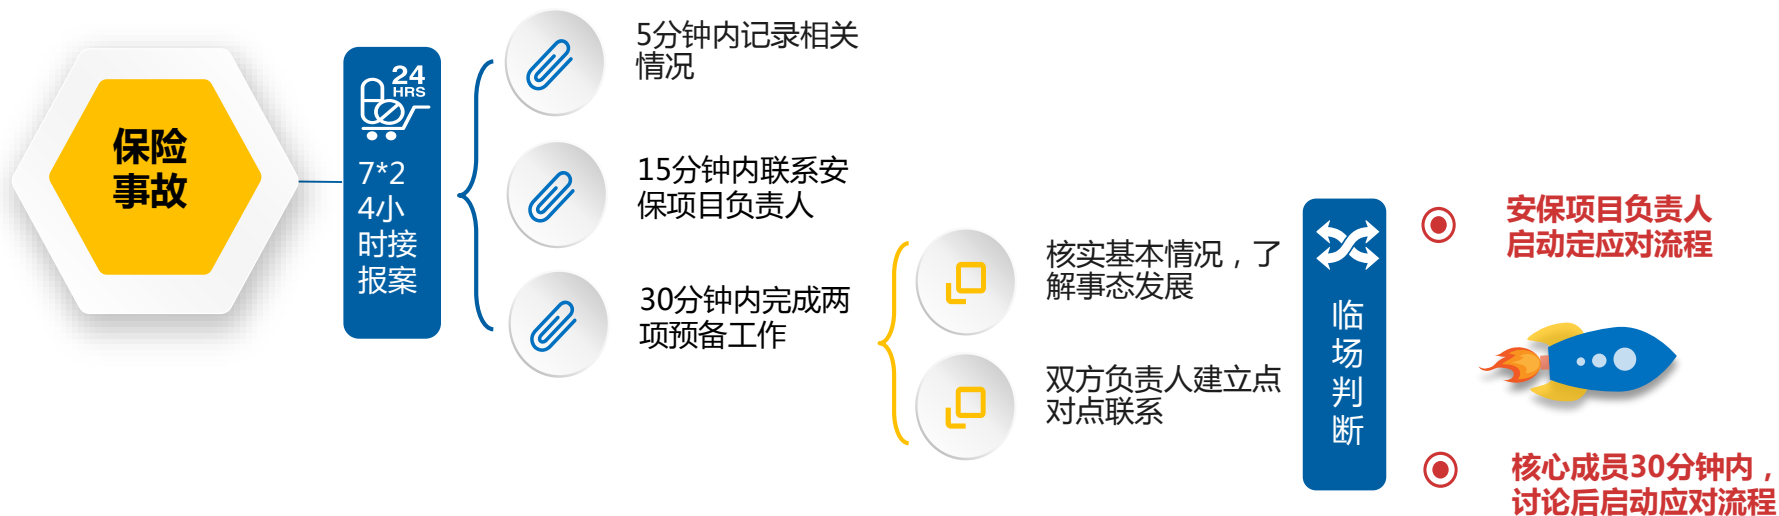 保险
事故
24
HRS
7*2
4小
时接
报案
5分钟内记录相关
情况
15分钟内联系安
保项目负责人
30分钟内完成两
项预备工作
核实基本情况，了
解事态发展
双方负责人建立点
对点联系
临
场
判
断
安保项目负责人
启动定应对流程
核心成员30分钟内，
讨论后启动应对流程